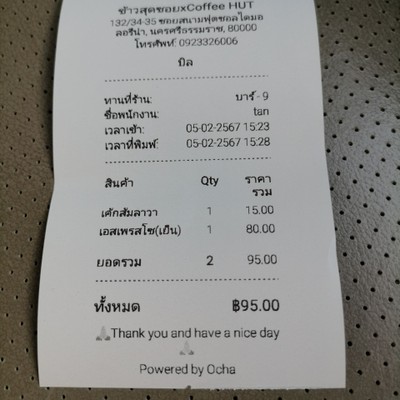 ข้าวสุดซอยxCoffee HUT
132/34-35 ซอยสนามฟุตซอลไดมอ
ลอรีน่า, นครศรีธรรมราช, 80000
โทรศัพท์: 0923326006
บิล
ทานที่ร้าน: บาร์ - 9
ชื่อพนักงาน: tan
เวลาเข้า: 05-02-2567 15:23
เวลาที่พิมพ์: 05-02-2567 15:28
สินค้า Qty ราคา
รวม
เค้กส้มลาวา 1 15.00
เอสเพรสโซ่(เย็น) 1 80.00
ยอดรวม 2 95.00
ทั้งหมด ฿95.00
🙏Thank you and have a nice day
🙏
Powered by Ocha